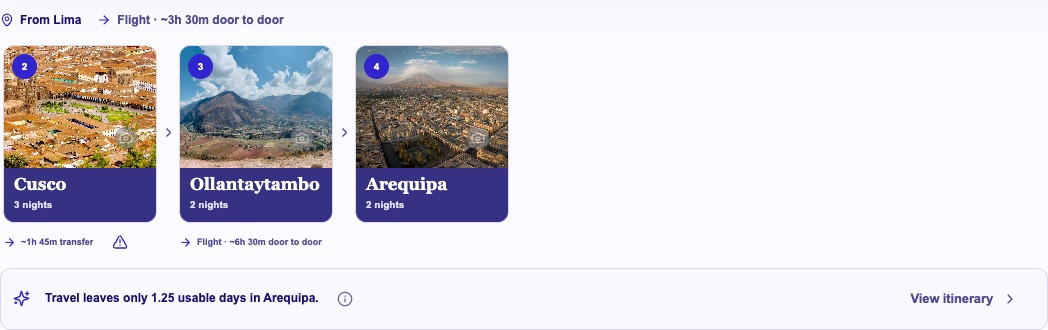 From Lima → Flight · ~3h 30m door to door
2
3
4
Cusco
3 nights
Ollantaytambo
2 nights
Arequipa
2 nights
→ ~1h 45m transfer
→ Flight · ~6h 30m door to door
Travel leaves only 1.25 usable days in Arequipa.
View itinerary